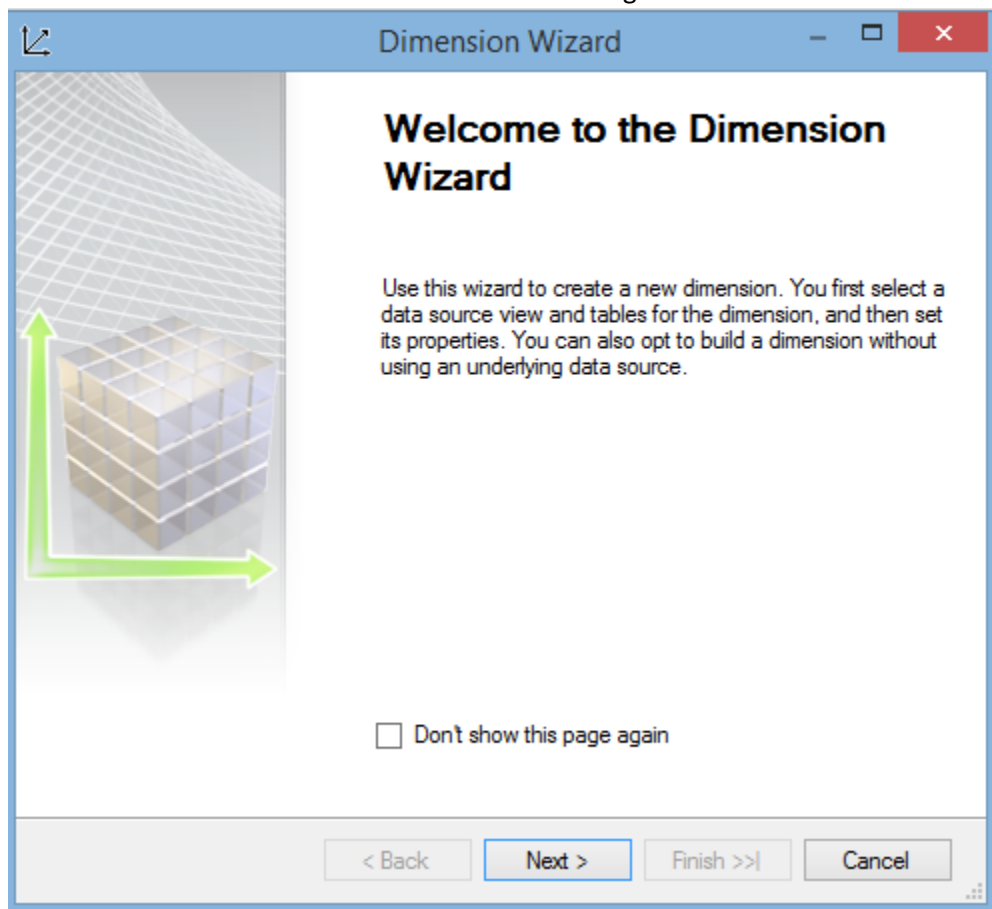 Dimension Wizard
Welcome to the Dimension
Wizard
Use this wizard to create a new dimension. You first select a
data source view and tables for the dimension, and then set
its properties. You can also opt to build a dimension without
using an underlying data source.
Don't show this page again
< Back Next > Finish >>| Cancel